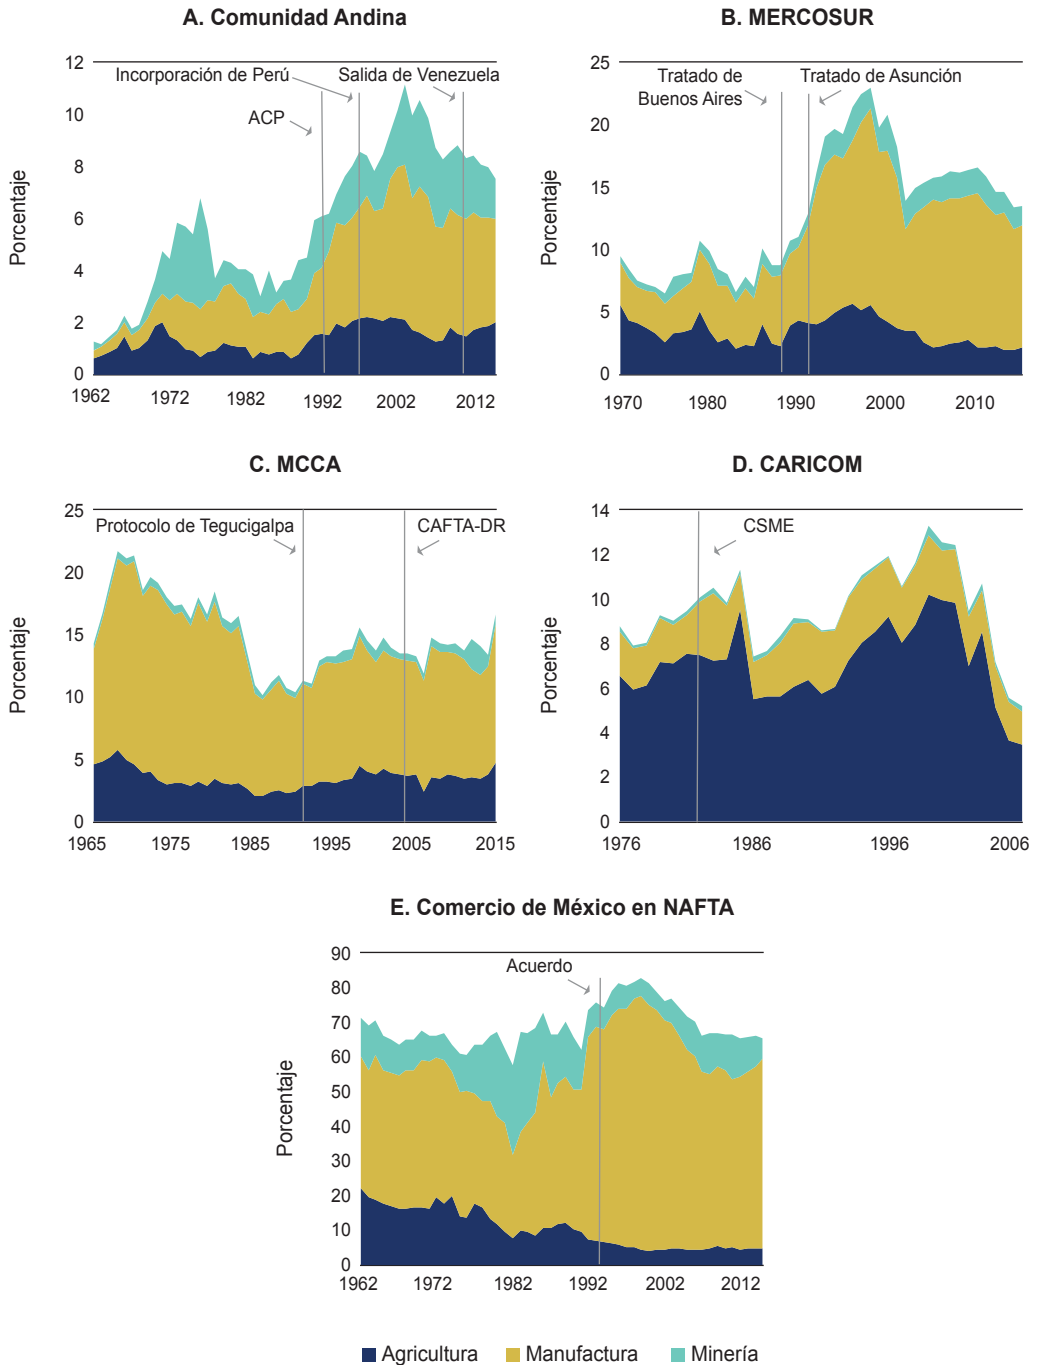 A. Comunidad Andina
12
10
8
6
4
2
0
Porcentaje
Incorporación de Perú
Salida de Venezuela
ACP
1962
1972
1982
1992
2002
2012
B. MERCOSUR
25
20
15
10
5
0
Porcentaje
Tratado de
Buenos Aires
Tratado de Asunción
1970
1980
1990
2000
2010
C. MCCA
25
20
15
10
5
0
Porcentaje
Protocolo de Tegucigalpa
CAFTA-DR
1965
1975
1985
1995
2005
2015
D. CARICOM
14
12
10
8
6
4
2
0
Porcentaje
CSME
1976
1986
1996
2006
E. Comercio de México en NAFTA
90
80
70
60
50
40
30
20
10
0
Porcentaje
Acuerdo
1962
1972
1982
1992
2002
2012
Agricultura
Manufactura
Minería